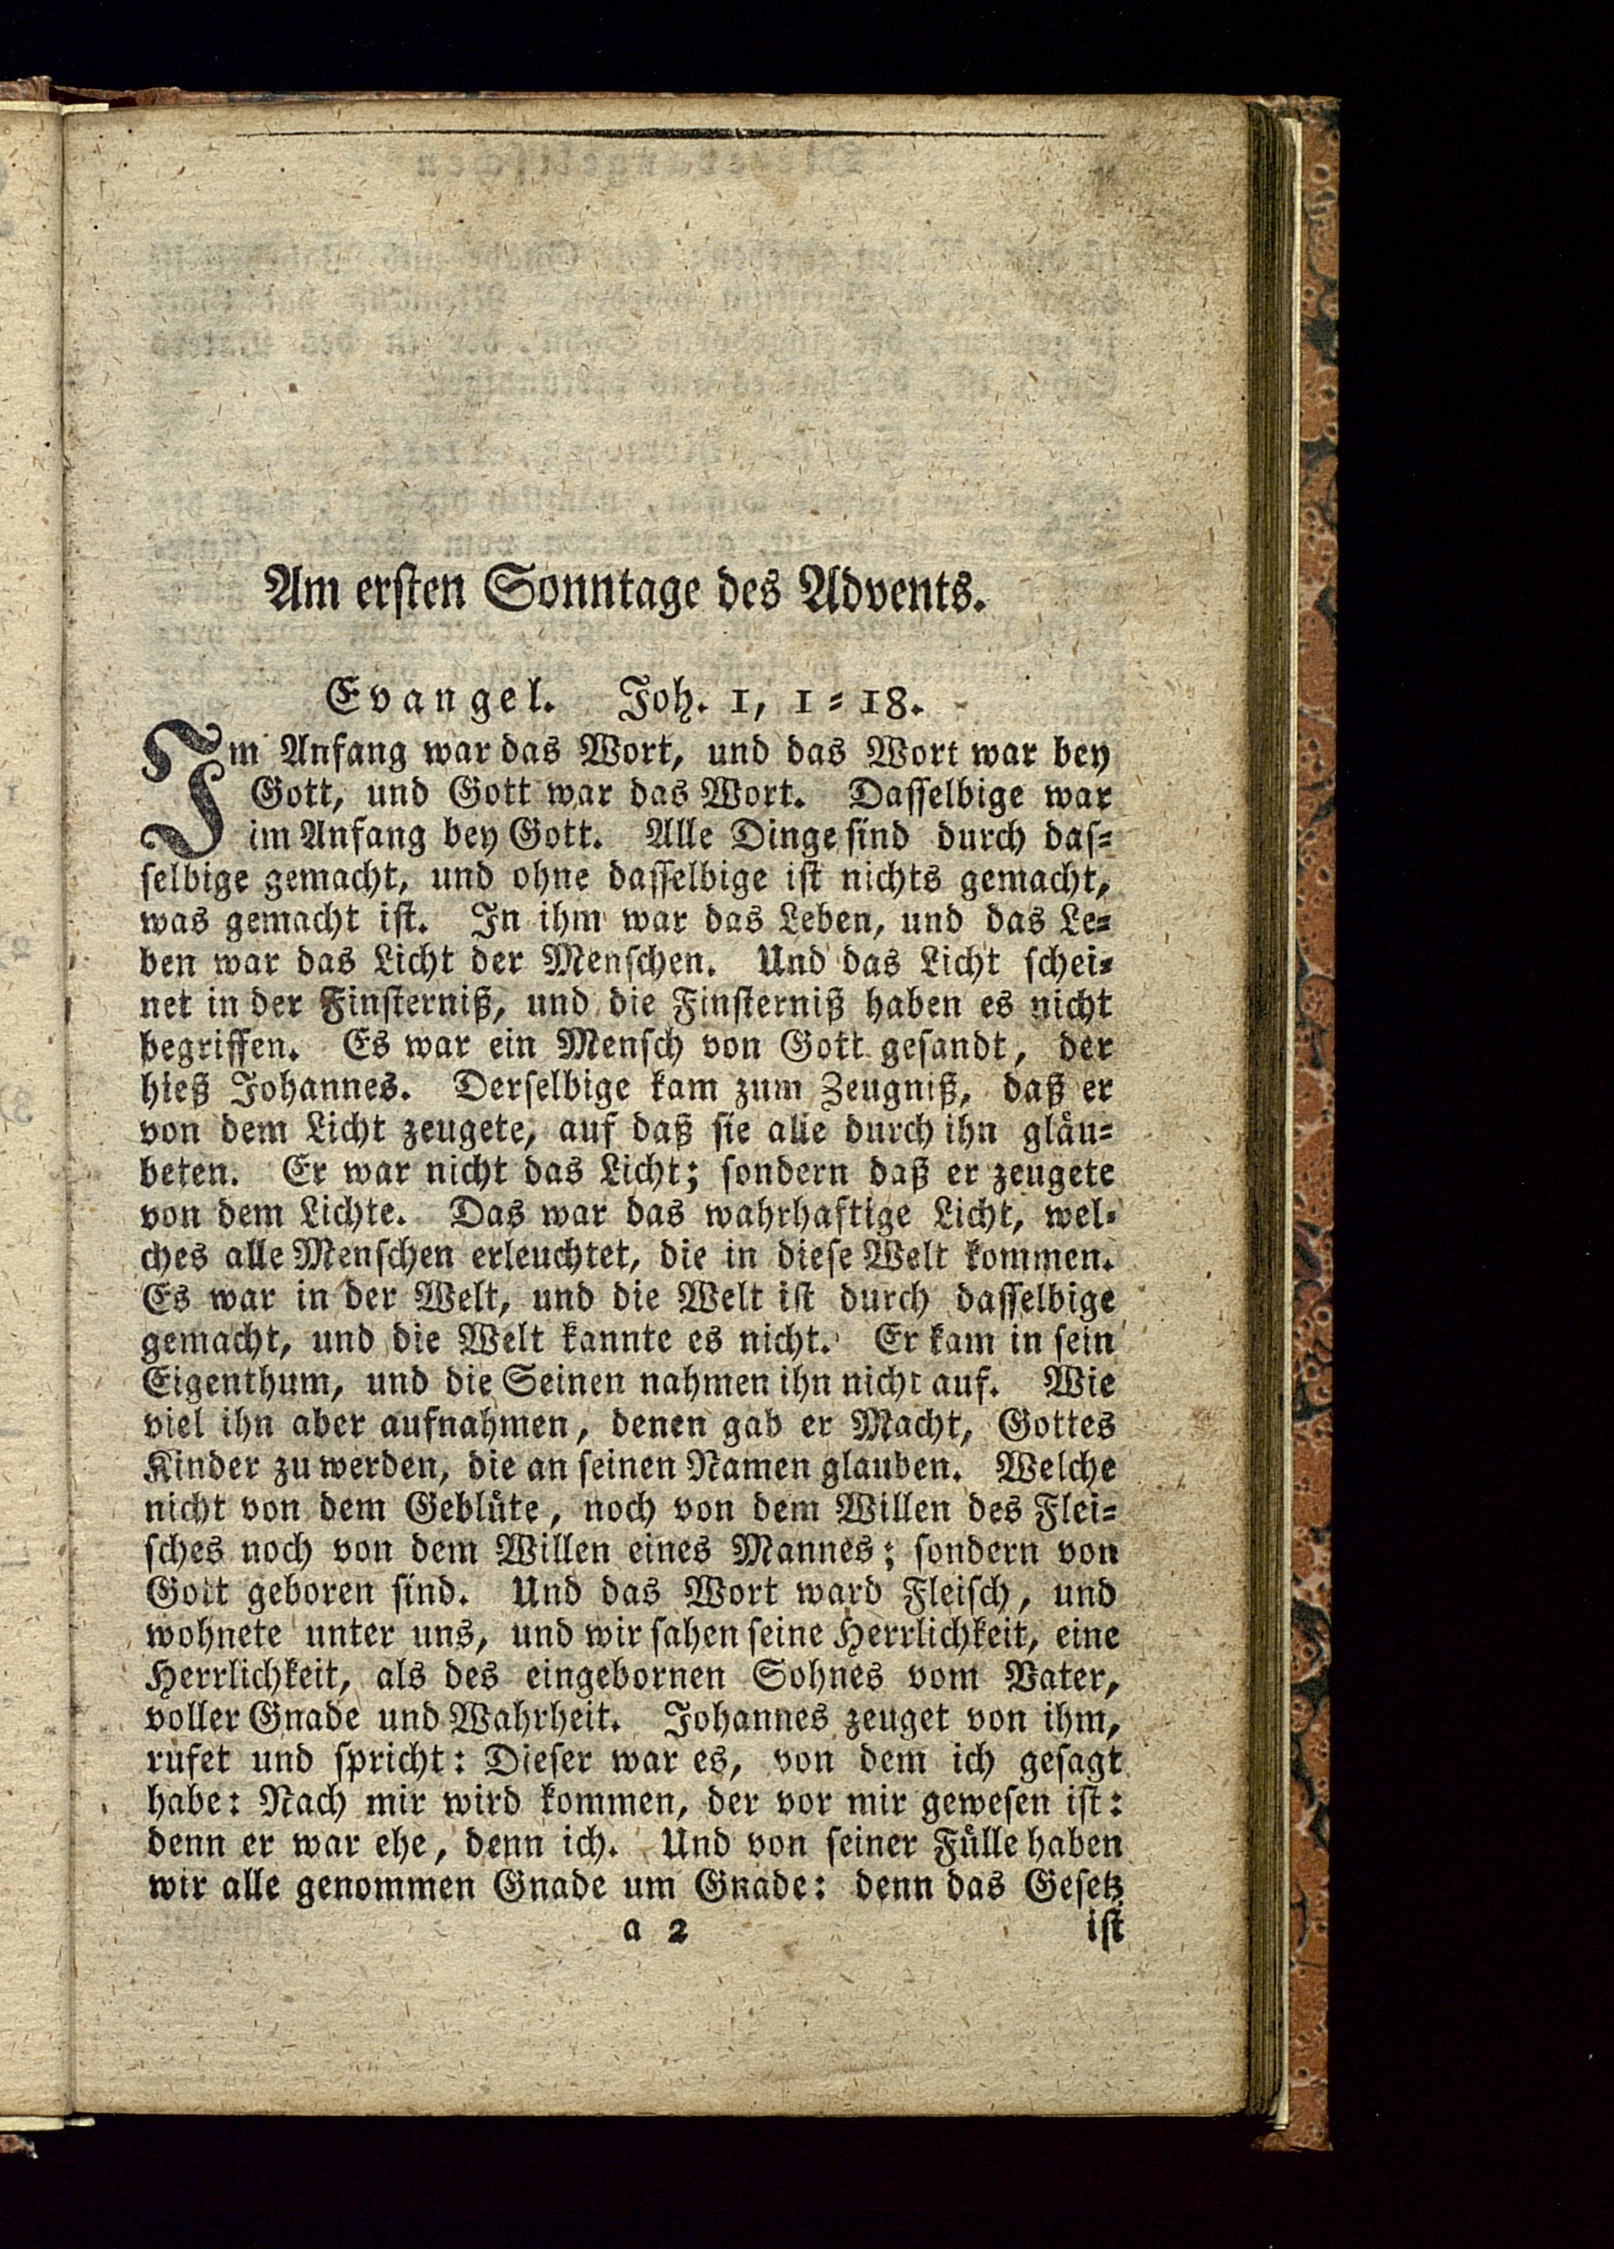 Am ersten Sonntage des Advents.
Evangel. Joh. 1, 1=18.
Im Anfang war das Wort, und das Wort war bey
Gott, und Gott war das Wort. Dasselbige war
im Anfang bey Gott. Alle Dinge sind durch das=
selbige gemacht, und ohne dasselbige ist nichts gemacht,
was gemacht ist. In ihm war das Leben, und das Le=
ben war das Licht der Menschen. Und das Licht schei=
net in der Finsterniß, und die Finsterniß haben es nicht
begriffen. Es war ein Mensch von Gott gesandt, der
hieß Johannes. Derselbige kam zum Zeugniß, daß er
von dem Licht zeugete, auf daß sie alle durch ihn gläu=
beten. Er war nicht das Licht; sondern daß er zeugete
von dem Lichte. Das war das wahrhaftige Licht, wel=
ches alle Menschen erleuchtet, die in diese Welt kommen.
Es war in der Welt, und die Welt ist durch dasselbige
gemacht, und die Welt kannte es nicht. Er kam in sein
Eigenthum, und die Seinen nahmen ihn nicht auf. Wie
viel ihn aber aufnahmen, denen gab er Macht, Gottes
Kinder zu werden, die an seinen Namen glauben. Welche
nicht von dem Geblüte, noch von dem Willen des Flei=
sches noch von dem Willen eines Mannes; sondern von
Gott geboren sind. Und das Wort ward Fleisch, und
wohnete unter uns, und wir sahen seine Herrlichkeit, eine
Herrlichkeit, als des eingebornen Sohnes vom Vater,
voller Gnade und Wahrheit. Johannes zeuget von ihm,
rufet und spricht: Dieser war es, von dem ich gesagt
habe: Nach mir wird kommen, der vor mir gewesen ist:
denn er war ehe, denn ich. Und von seiner Fülle haben
wir alle genommen Gnade um Gnade: denn das Gesetz
a 2 ist